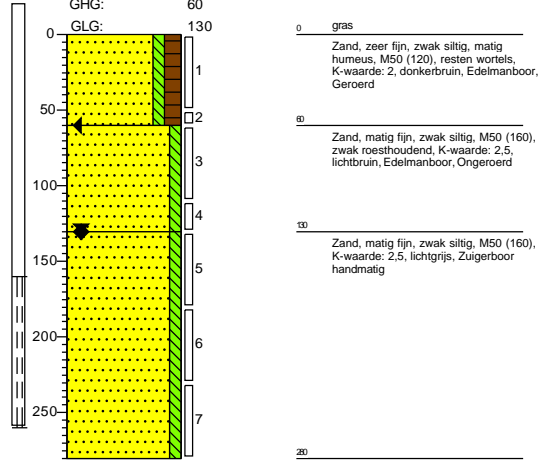 GHG: 60
GLG: 130
0
50
100
150
200
250
1
2
3
4
5
6
7
0 gras
Zand, zeer fijn, zwak siltig, matig
humeus, M50 (120), resten wortels,
K-waarde: 2, donkerbruin, Edelmanboor,
Geroerd
60
Zand, matig fijn, zwak siltig, M50 (160),
zwak roesthoudend, K-waarde: 2,5,
lichtbruin, Edelmanboor, Ongeroerd
130
Zand, matig fijn, zwak siltig, M50 (160),
K-waarde: 2,5, lichtgrijs, Zuigerboor
handmatig
280